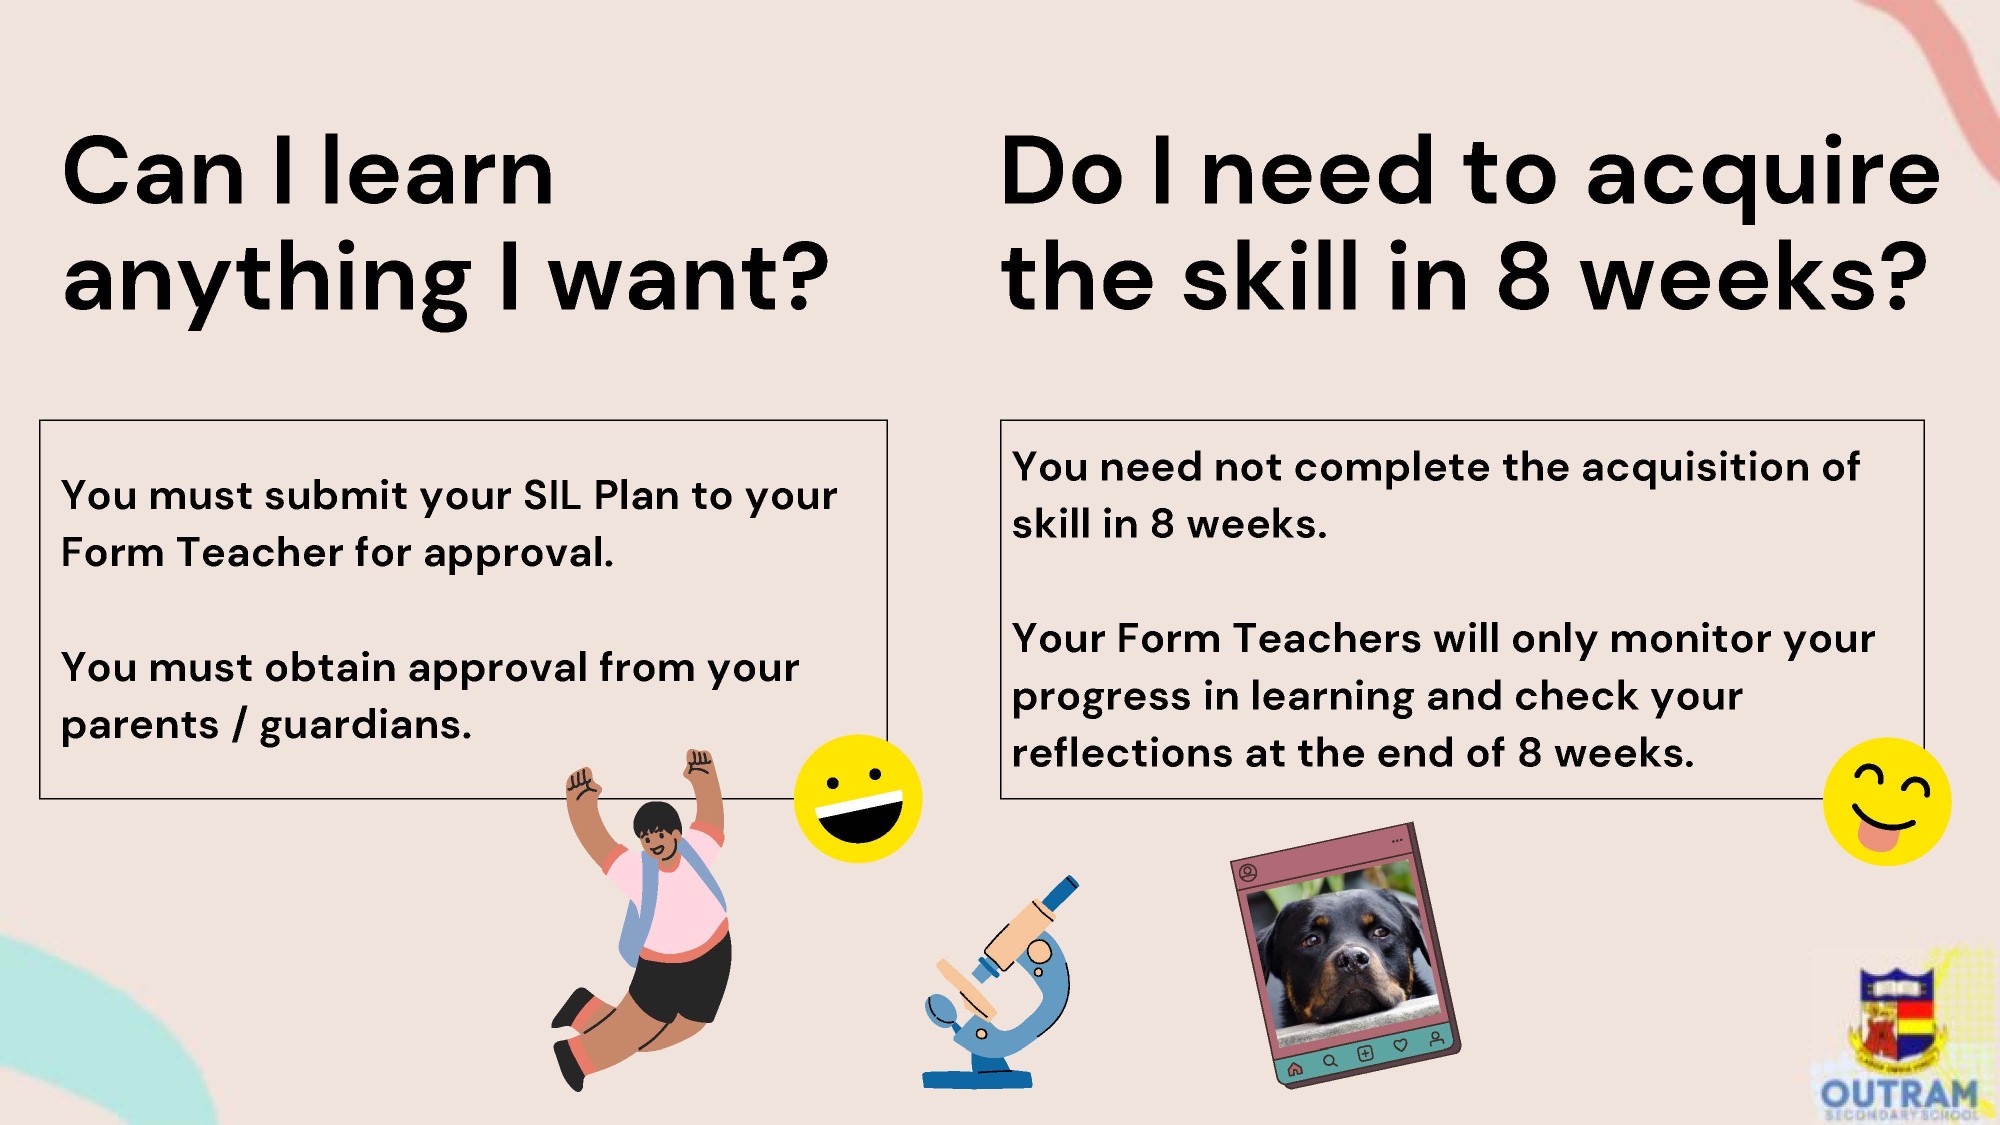 Can I learn
anything I want?
Do I need to acquire
the skill in 8 weeks?
You must submit your SIL Plan to your
Form Teacher for approval.
You must obtain approval from your
parents / guardians.
You need not complete the acquisition of
skill in 8 weeks.
Your Form Teachers will only monitor your
progress in learning and check your
reflections at the end of 8 weeks.
OUTRAM
SECONDARY SCHOOL